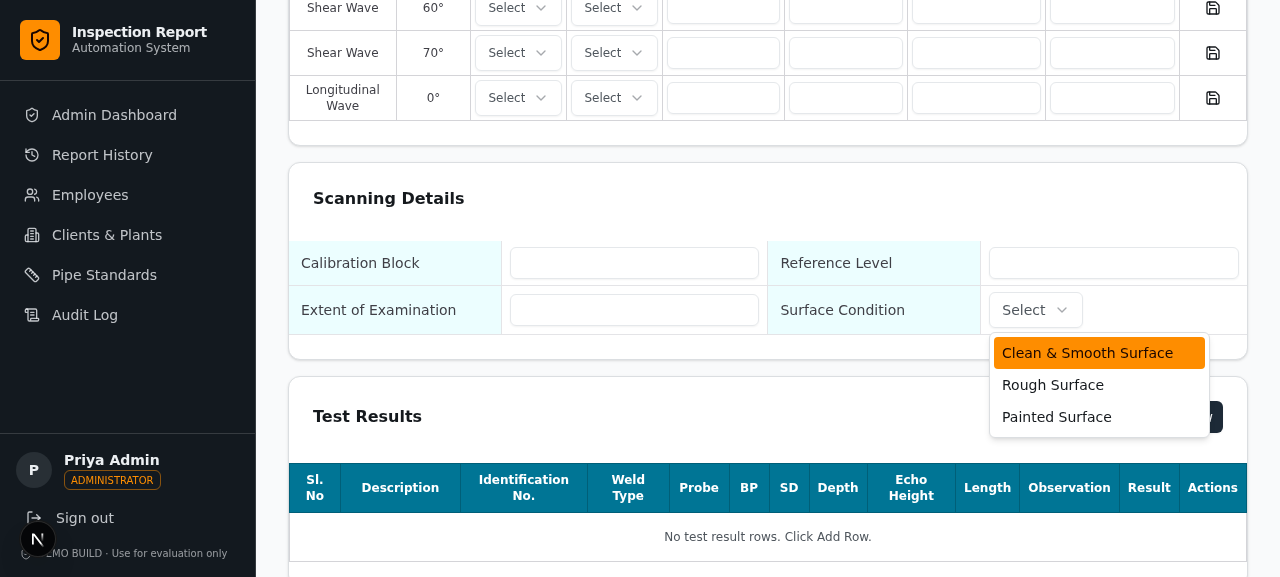 Inspection Report
Automation System
Admin Dashboard
Report History
Employees
Clients & Plants
Pipe Standards
Audit Log
P
Priya Admin
ADMINISTRATOR
Sign out
N
EMO BUILD · Use for evaluation only
Shear Wave 60° Select Select
Shear Wave 70° Select Select
Longitudinal
Wave
0° Select Select
Scanning Details
Calibration Block Reference Level
Extent of Examination Surface Condition Select
Clean & Smooth Surface
Rough Surface
Painted Surface
Test Results
Sl.
No
Description
Identification
No.
Weld
Type
Probe
BP
SD
Depth
Echo
Height
Length
Observation
Result
Actions
No test result rows. Click Add Row.